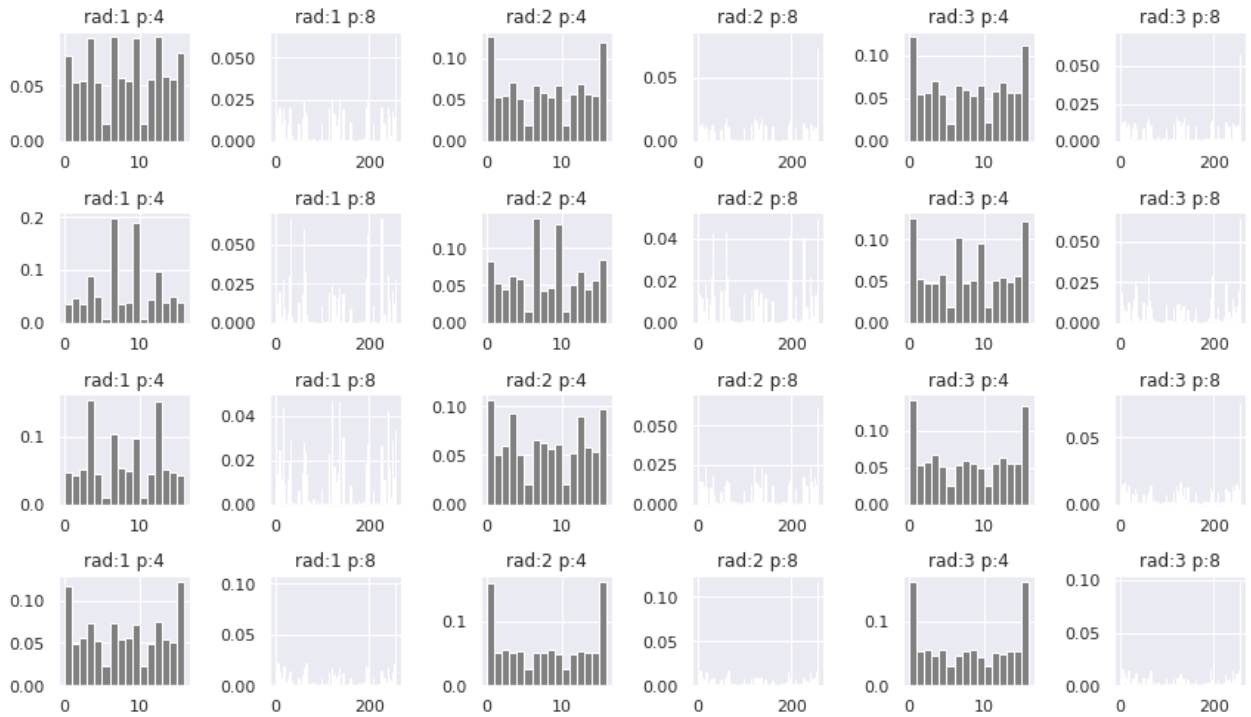 rad:1 p:4 rad:1 p:8 rad:2 p:4 rad:2 p:8 rad:3 p:4 rad:3 p:8
0.050 0.10 0.10 0.050
0.05 0.025 0.05 0.05 0.05 0.025
0.00 0.000 0.00 0.00 0.00 0.000
0 10 0 200 0 10 0 200 0 10 0 200
rad:1 p:4 rad:1 p:8 rad:2 p:4 rad:2 p:8 rad:3 p:4 rad:3 p:8
0.2 0.050 0.10 0.04 0.10 0.050
0.1 0.025 0.05 0.02 0.05 0.025
0.0 0.000 0.00 0.00 0.00 0.000
0 10 0 200 0 10 0 200 0 10 0 200
rad:1 p:4 rad:1 p:8 rad:2 p:4 rad:2 p:8 rad:3 p:4 rad:3 p:8
0.04 0.10 0.050 0.10 0.05
0.1 0.02 0.05 0.025 0.05
0.0 0.00 0.00 0.000 0.00 0.00
0 10 0 200 0 10 0 200 0 10 0 200
rad:1 p:4 rad:1 p:8 rad:2 p:4 rad:2 p:8 rad:3 p:4 rad:3 p:8
0.10 0.10 0.1 0.10 0.1 0.10
0.05 0.05 0.05 0.05
0.00 0.00 0.0 0.00 0.0 0.00
0 10 0 200 0 10 0 200 0 10 0 200